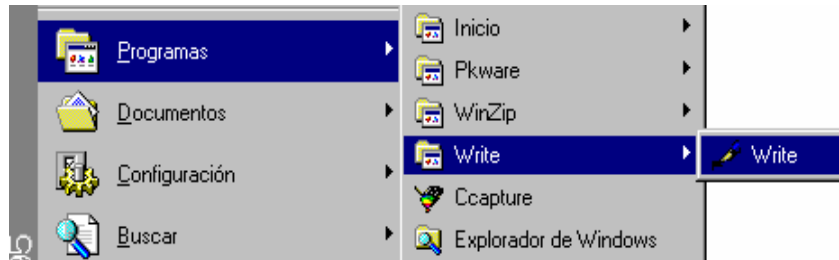 Programas
Documentos
Configuración
Buscar
Inicio
Pkware
WinZip
Write
Ccapture
Explorador de Windows
Write